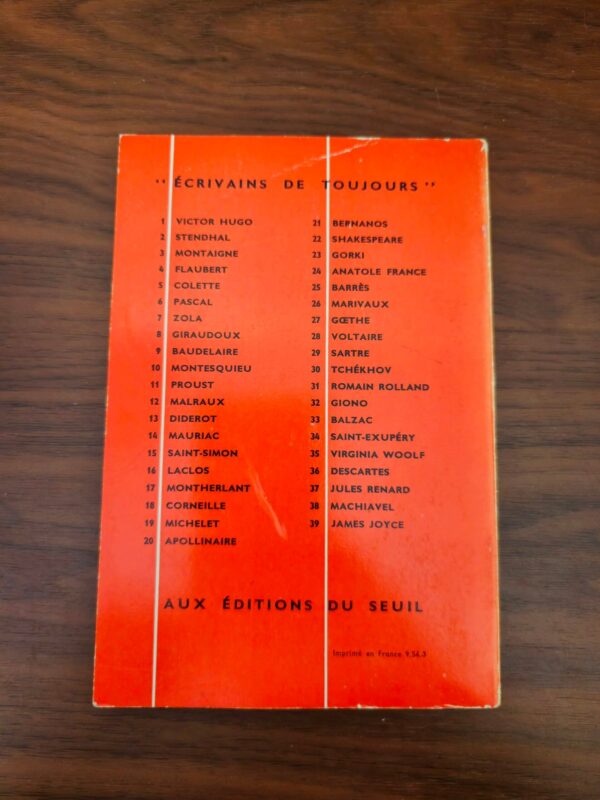 "ÉCRIVAINS DE TOUJOURS"
1 VICTOR HUGO
2 STENDHAL
3 MONTAIGNE
4 FLAUBERT
5 COLETTE
6 PASCAL
7 ZOLA
8 GIRAUDOUX
9 BAUDELAIRE
10 MONTESQUIEU
11 PROUST
12 MALRAUX
13 DIDEROT
14 MAURIAC
15 SAINT-SIMON
16 LACLOS
17 MONTHERLANT
18 CORNEILLE
19 MICHELET
20 APOLLINAIRE
21 BERNANOS
22 SHAKESPEARE
23 GORKI
24 ANATOLE FRANCE
25 BARRÈS
26 MARIVAUX
27 GŒTHE
28 VOLTAIRE
29 SARTRE
30 TCHÉKHOV
31 ROMAIN ROLLAND
32 GIONO
33 BALZAC
34 SAINT-EXUPÉRY
35 VIRGINIA WOOLF
36 DESCARTES
37 JULES RENARD
38 MACHIAVEL
39 JAMES JOYCE
AUX ÉDITIONS DU SEUIL
Imprimé en France 9.56.5